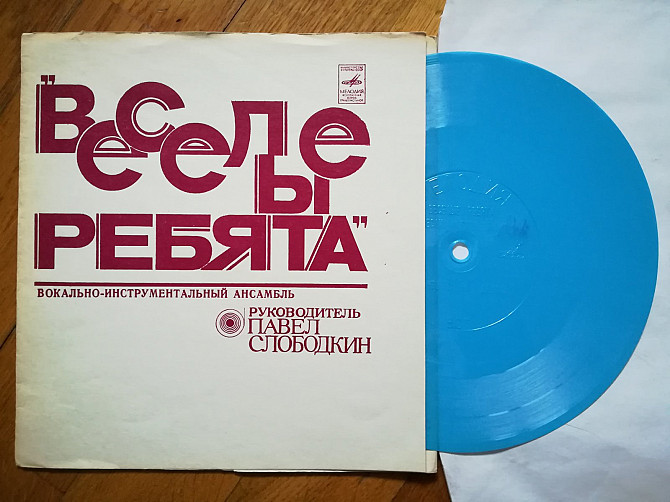 "ВЕСЕЛЫЕ
РЕБЯТА"
МЕЛОДИЯ
ВОКАЛЬНО-ИНСТРУМЕНТАЛЬНЫЙ АНСАМБЛЬ
РУКОВОДИТЕЛЬ
ПАВЕЛ
СЛОБОДКИН